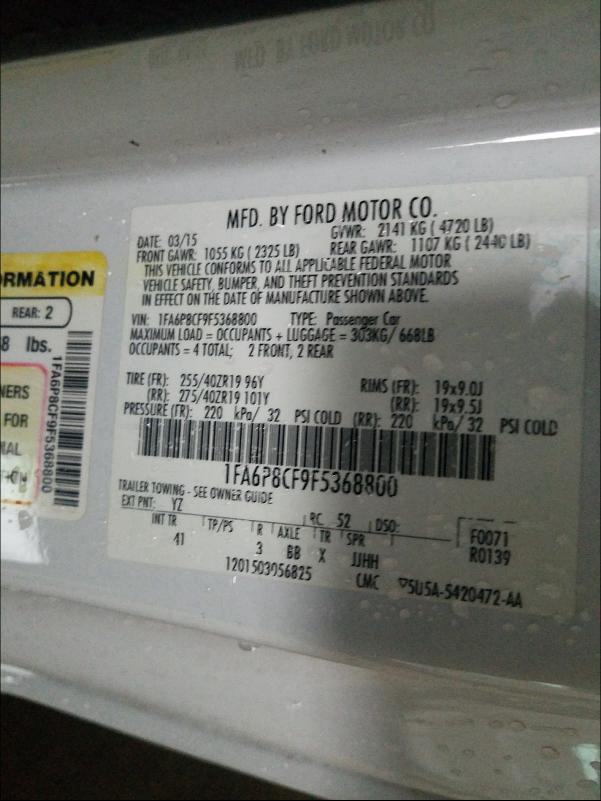 MFD. BY FORD MOTOR CO.
DATE: 03/15 GVWR: 2141 KG ( 4720 LB)
FRONT GAWR: 1055 KG ( 2325 LB) REAR GAWR: 1107 KG ( 2440 LB)
THIS VEHICLE CONFORMS TO ALL APPLICABLE FEDERAL MOTOR
VEHICLE SAFETY, BUMPER, AND THEFT PREVENTION STANDARDS
IN EFFECT ON THE DATE OF MANUFACTURE SHOWN ABOVE.
VIN: 1FA6P8CF9F5368800 TYPE: Passenger Car
MAXIMUM LOAD = OCCUPANTS + LUGGAGE = 303KG/ 668LB
OCCUPANTS = 4 TOTAL; 2 FRONT, 2 REAR
TIRE (FR): 255/40ZR19 96Y RIMS (FR): 19x9.0J
(RR): 275/40ZR19 101Y (RR): 19x9.5J
PRESSURE (FR): 220 kPa/ 32 PSI COLD (RR): 220 kPa/ 32 PSI COLD
1FA6P8CF9F5368800
TRAILER TOWING - SEE OWNER GUIDE
EXT PNT: YZ RC: 52 DSO:
INT TR TP/PS R AXLE TR SPR F0071
41 3 BB X JJHH R0139
1201503056825 CMC ▽5U5A-5420472-AA
ORMATION
REAR: 2
8 lbs.
NERS
FOR
1FA6P8CF9F5368800